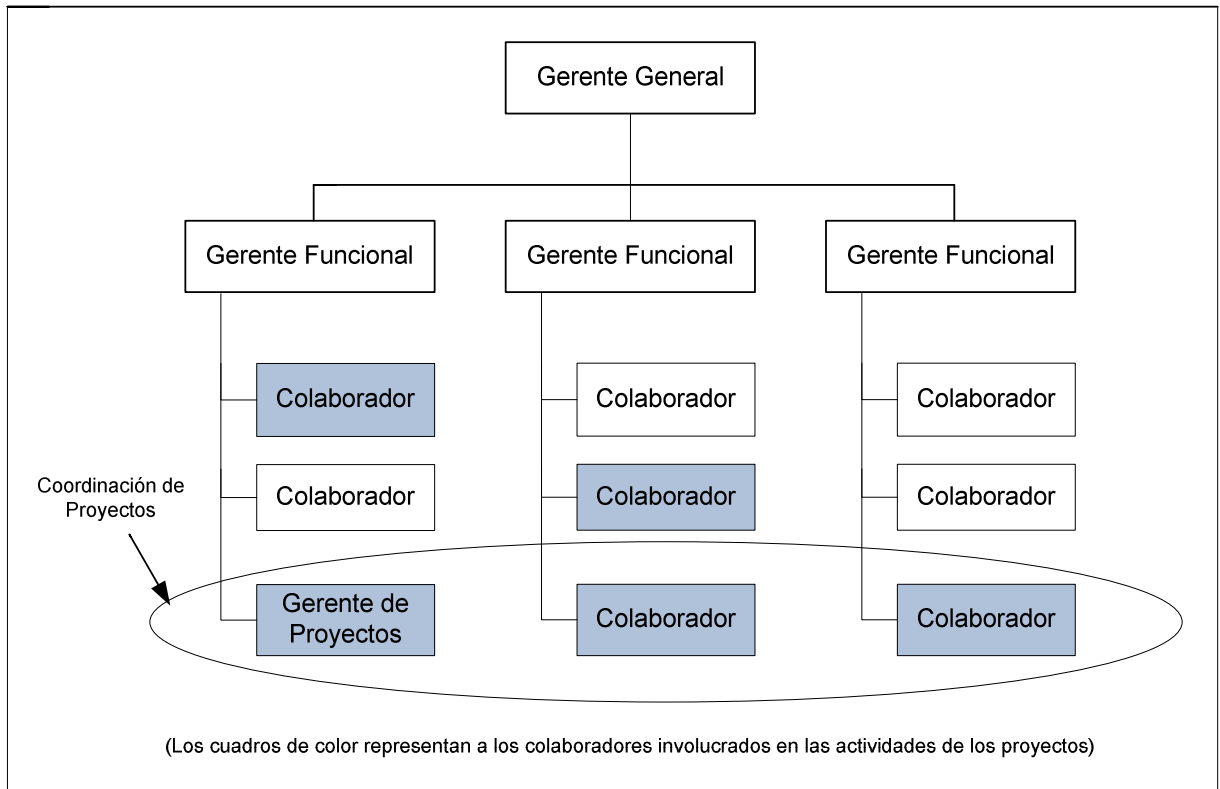 Gerente General
Gerente Funcional
Gerente Funcional
Gerente Funcional
Colaborador
Colaborador
Colaborador
Colaborador
Colaborador
Colaborador
Coordinación de
Proyectos
Gerente de
Proyectos
Colaborador
Colaborador
(Los cuadros de color representan a los colaboradores involucrados en las actividades de los proyectos)